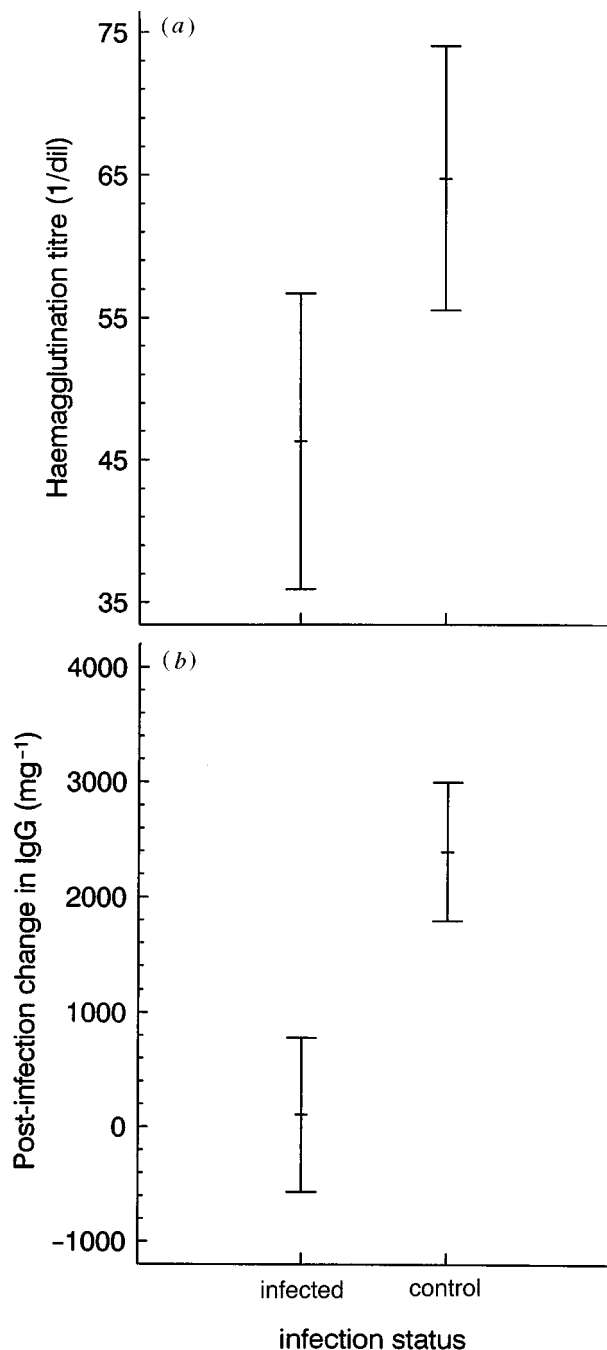 (a)
Haemagglutination titre (1/dil)
75
65
55
45
35
(b)
Post-infection change in IgG (mg⁻¹)
4000
3000
2000
1000
0
−1000
infected control
infection status